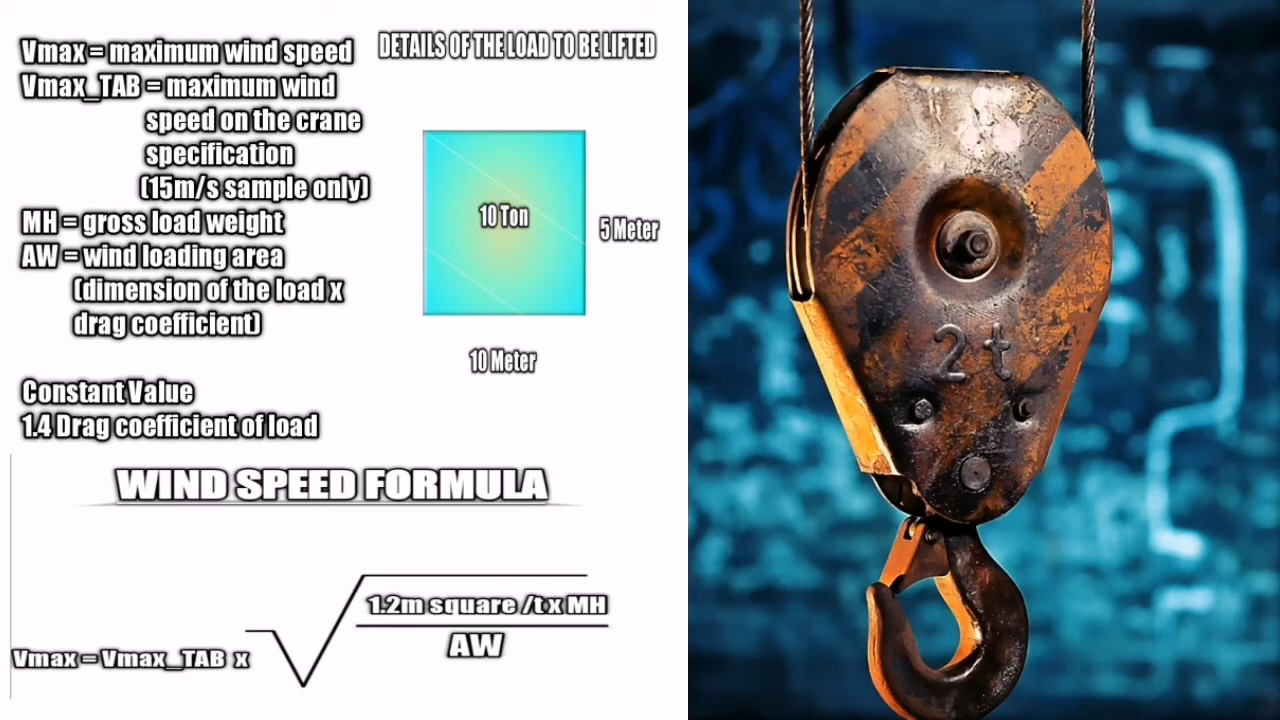 Vmax = maximum wind speed
Vmax_TAB = maximum wind
speed on the crane
specification
(15m/s sample only)
MH = gross load weight
AW = wind loading area
(dimension of the load x
drag coefficient)
Constant Value
1.4 Drag coefficient of load
DETAILS OF THE LOAD TO BE LIFTED
10 Ton
5 Meter
10 Meter
WIND SPEED FORMULA
Vmax = Vmax_TAB x
1.2m square /t x MH
AW
2t